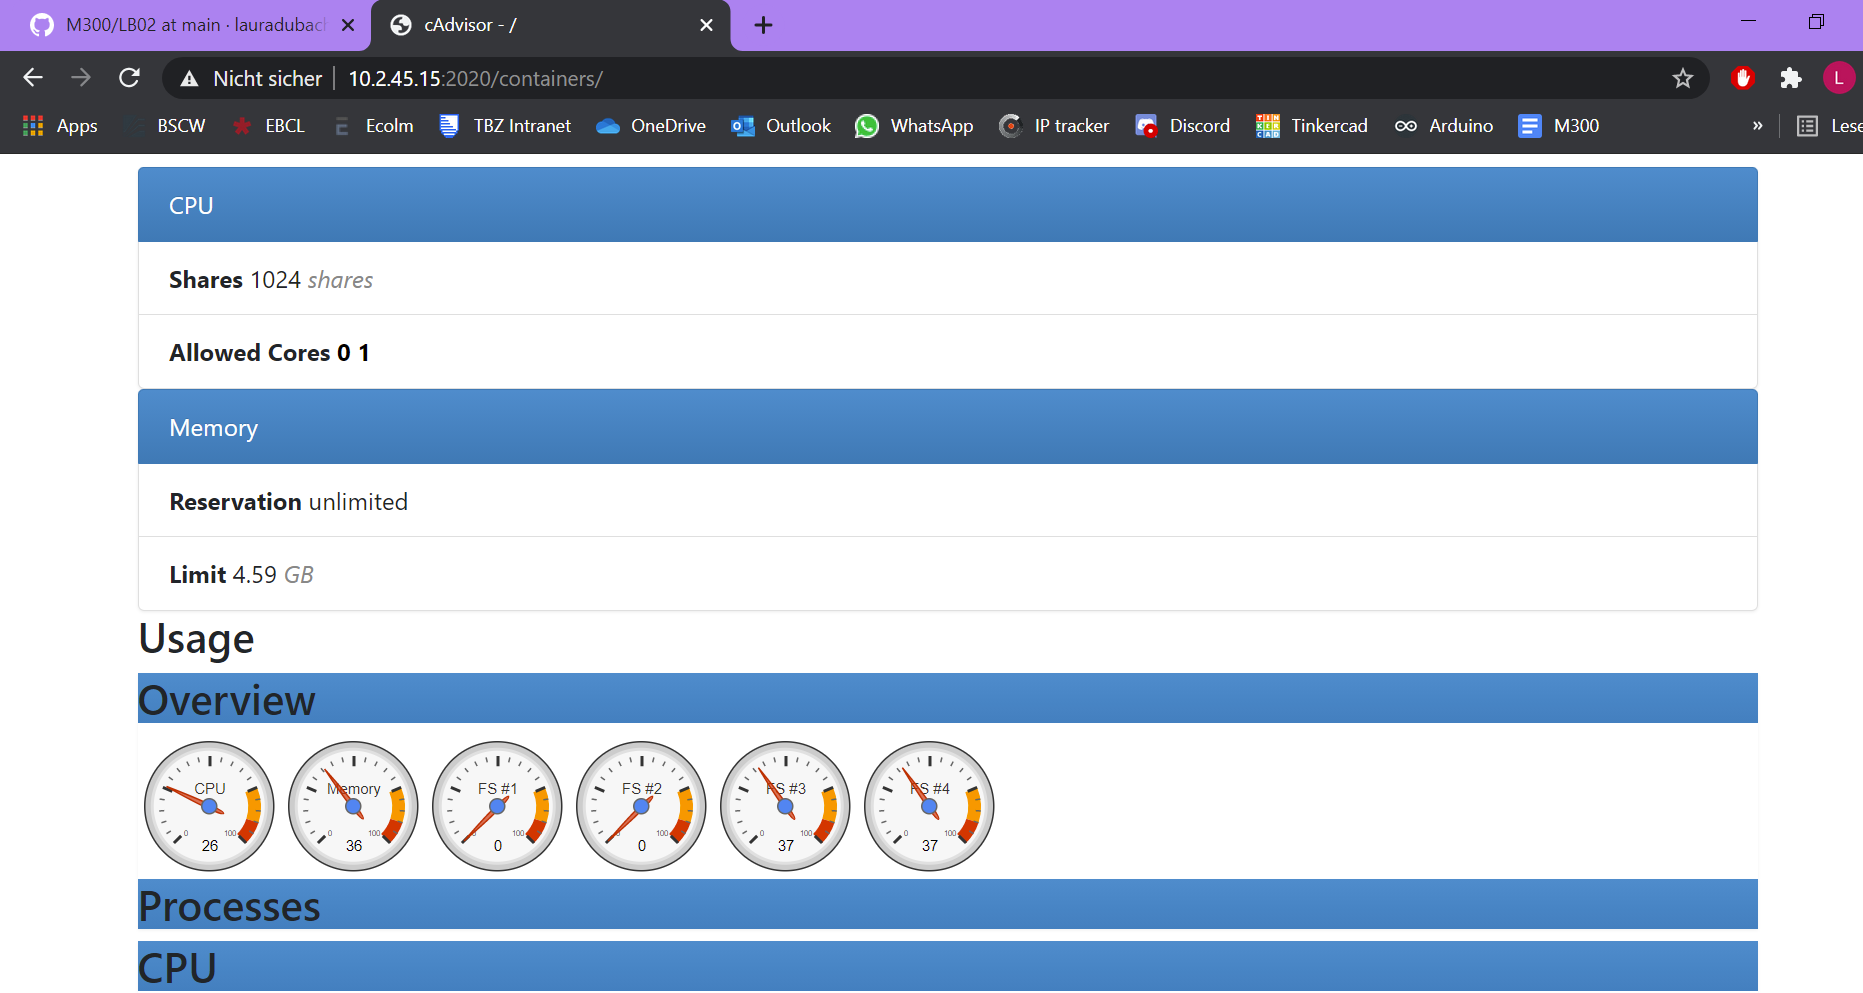 M300/LB02 at main · lauradubach
cAdvisor - /
Nicht sicher 10.2.45.15:2020/containers/
L
Apps BSCW EBCL Ecolm TBZ Intranet OneDrive Outlook WhatsApp IP tracker Discord Tinkercad Arduino M300 » Lese
CPU
Shares 1024 shares
Allowed Cores 0 1
Memory
Reservation unlimited
Limit 4.59 GB
Usage
Overview
CPU 0 100 26
Memory 0 100 36
FS #1 0 100 0
FS #2 0 100 0
FS #3 0 100 37
FS #4 0 100 37
Processes
CPU